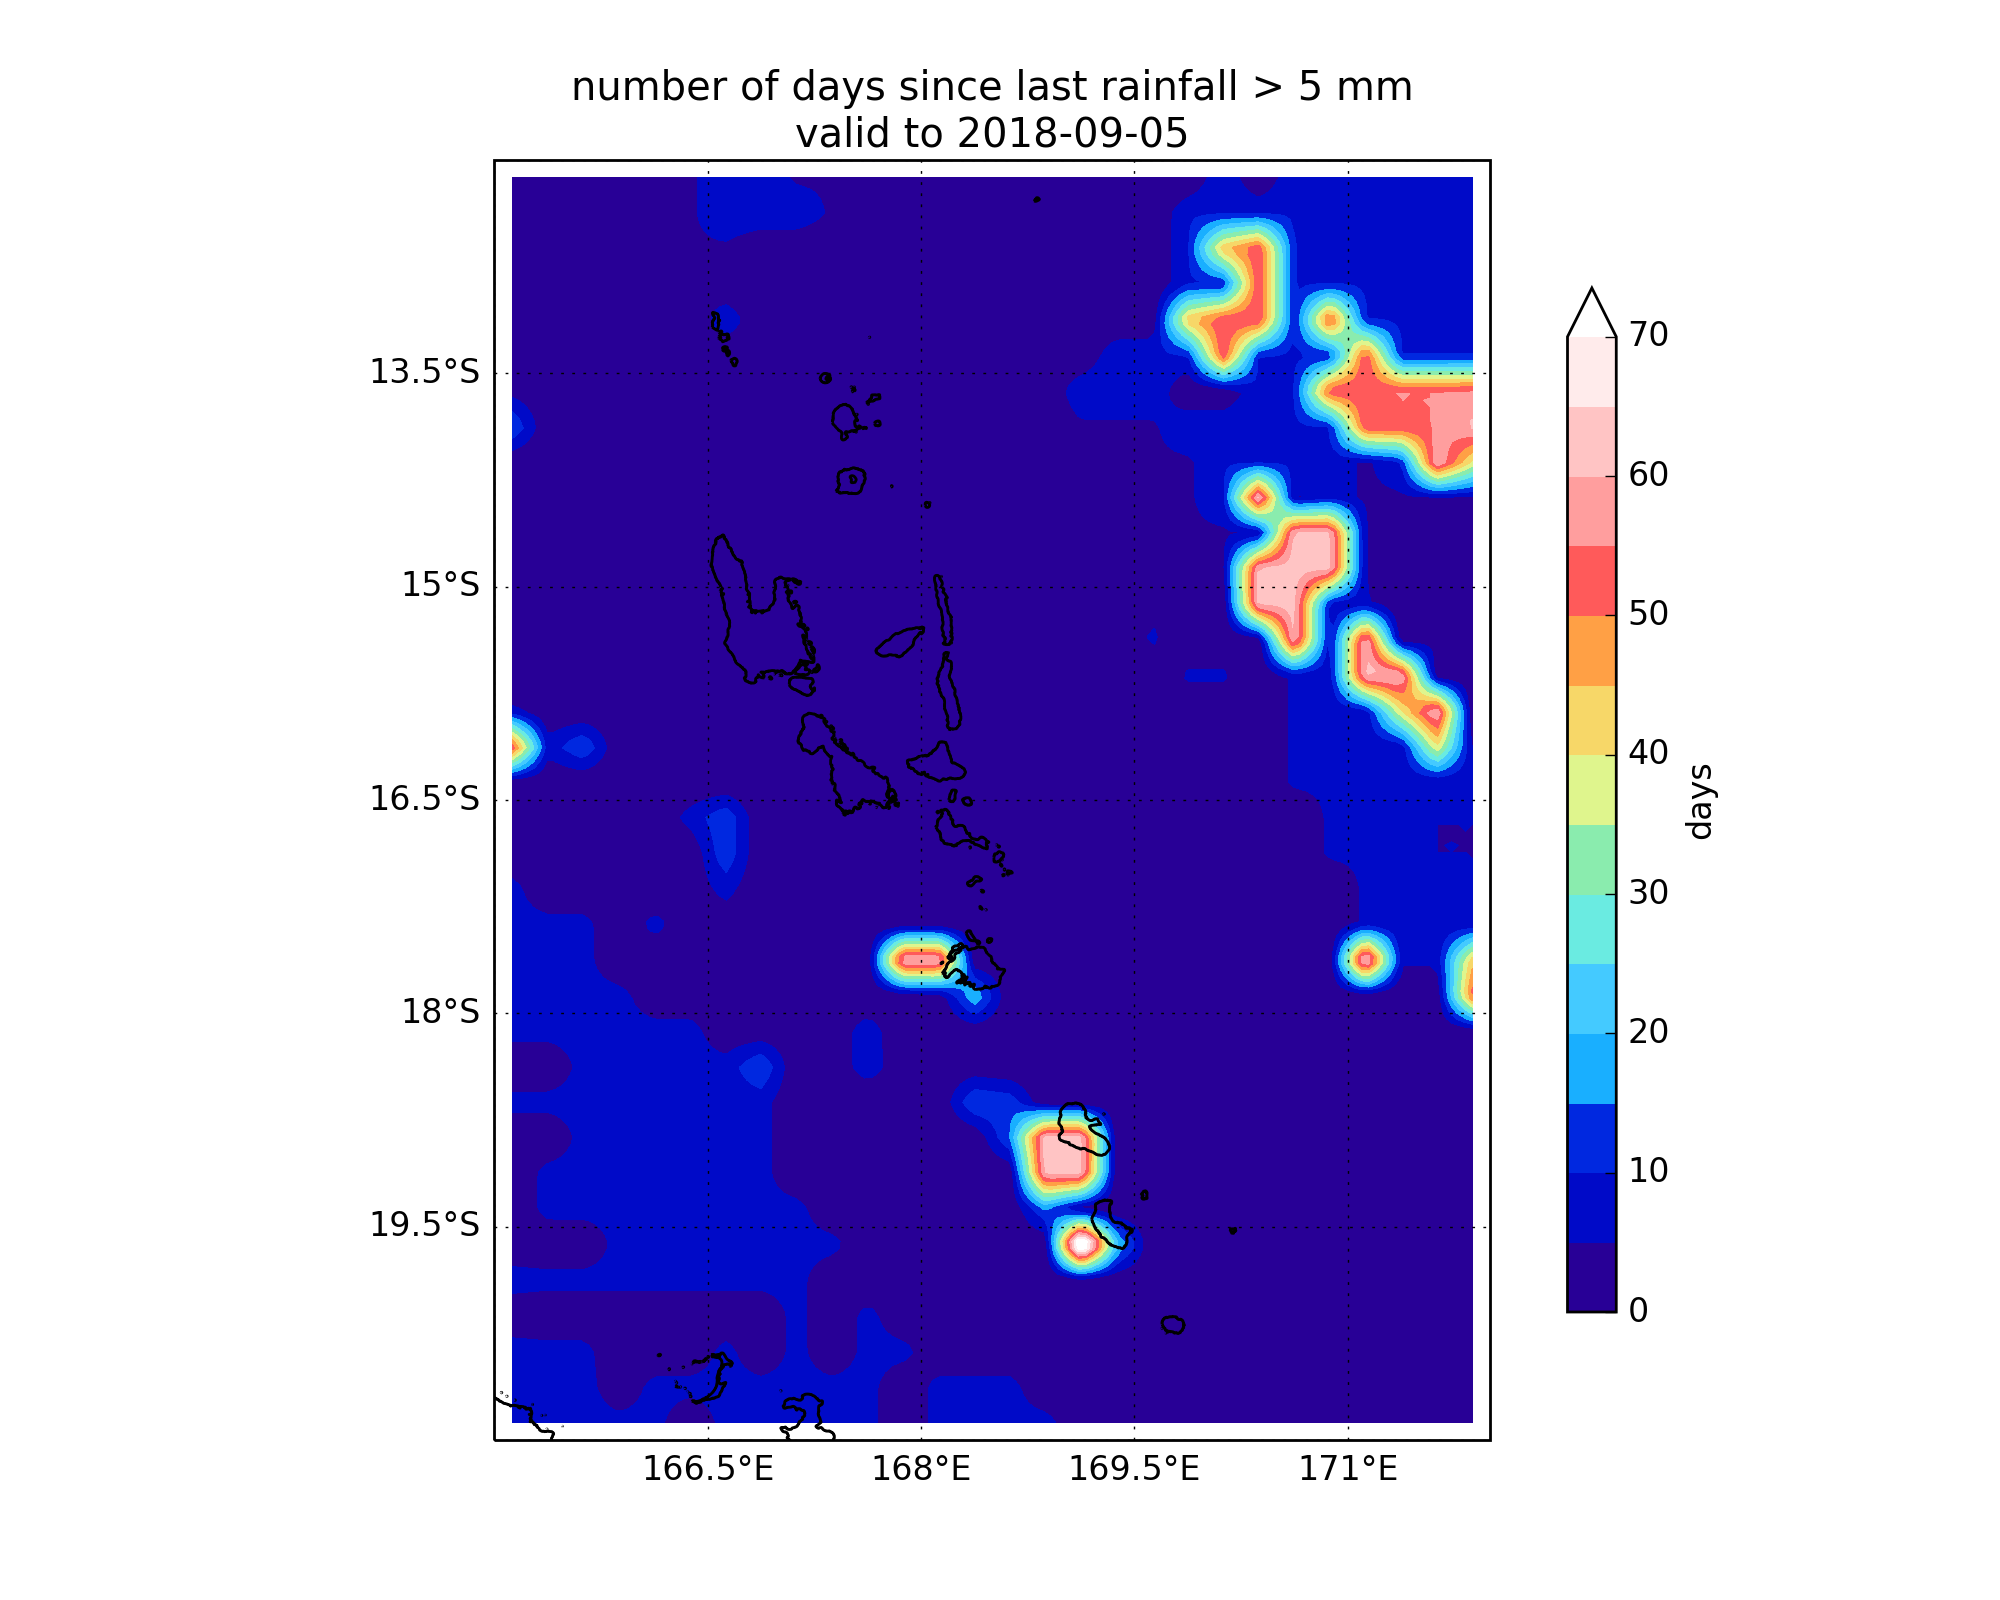 number of days since last rainfall > 5 mm
valid to 2018-09-05
13.5°S
15°S
16.5°S
18°S
19.5°S
166.5°E
168°E
169.5°E
171°E
70
60
50
40
30
20
10
0
days